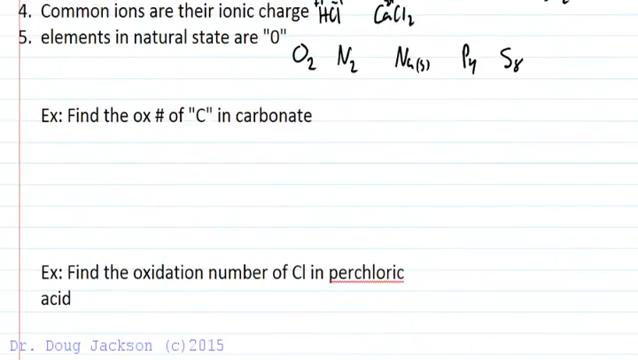 4. Common ions are their ionic charge HCl CaCl2
5. elements in natural state are "0"
O2 N2 Na(s) P4 S8
Ex: Find the ox # of "C" in carbonate
Ex: Find the oxidation number of Cl in perchloric
acid
Dr. Doug Jackson (c)2015